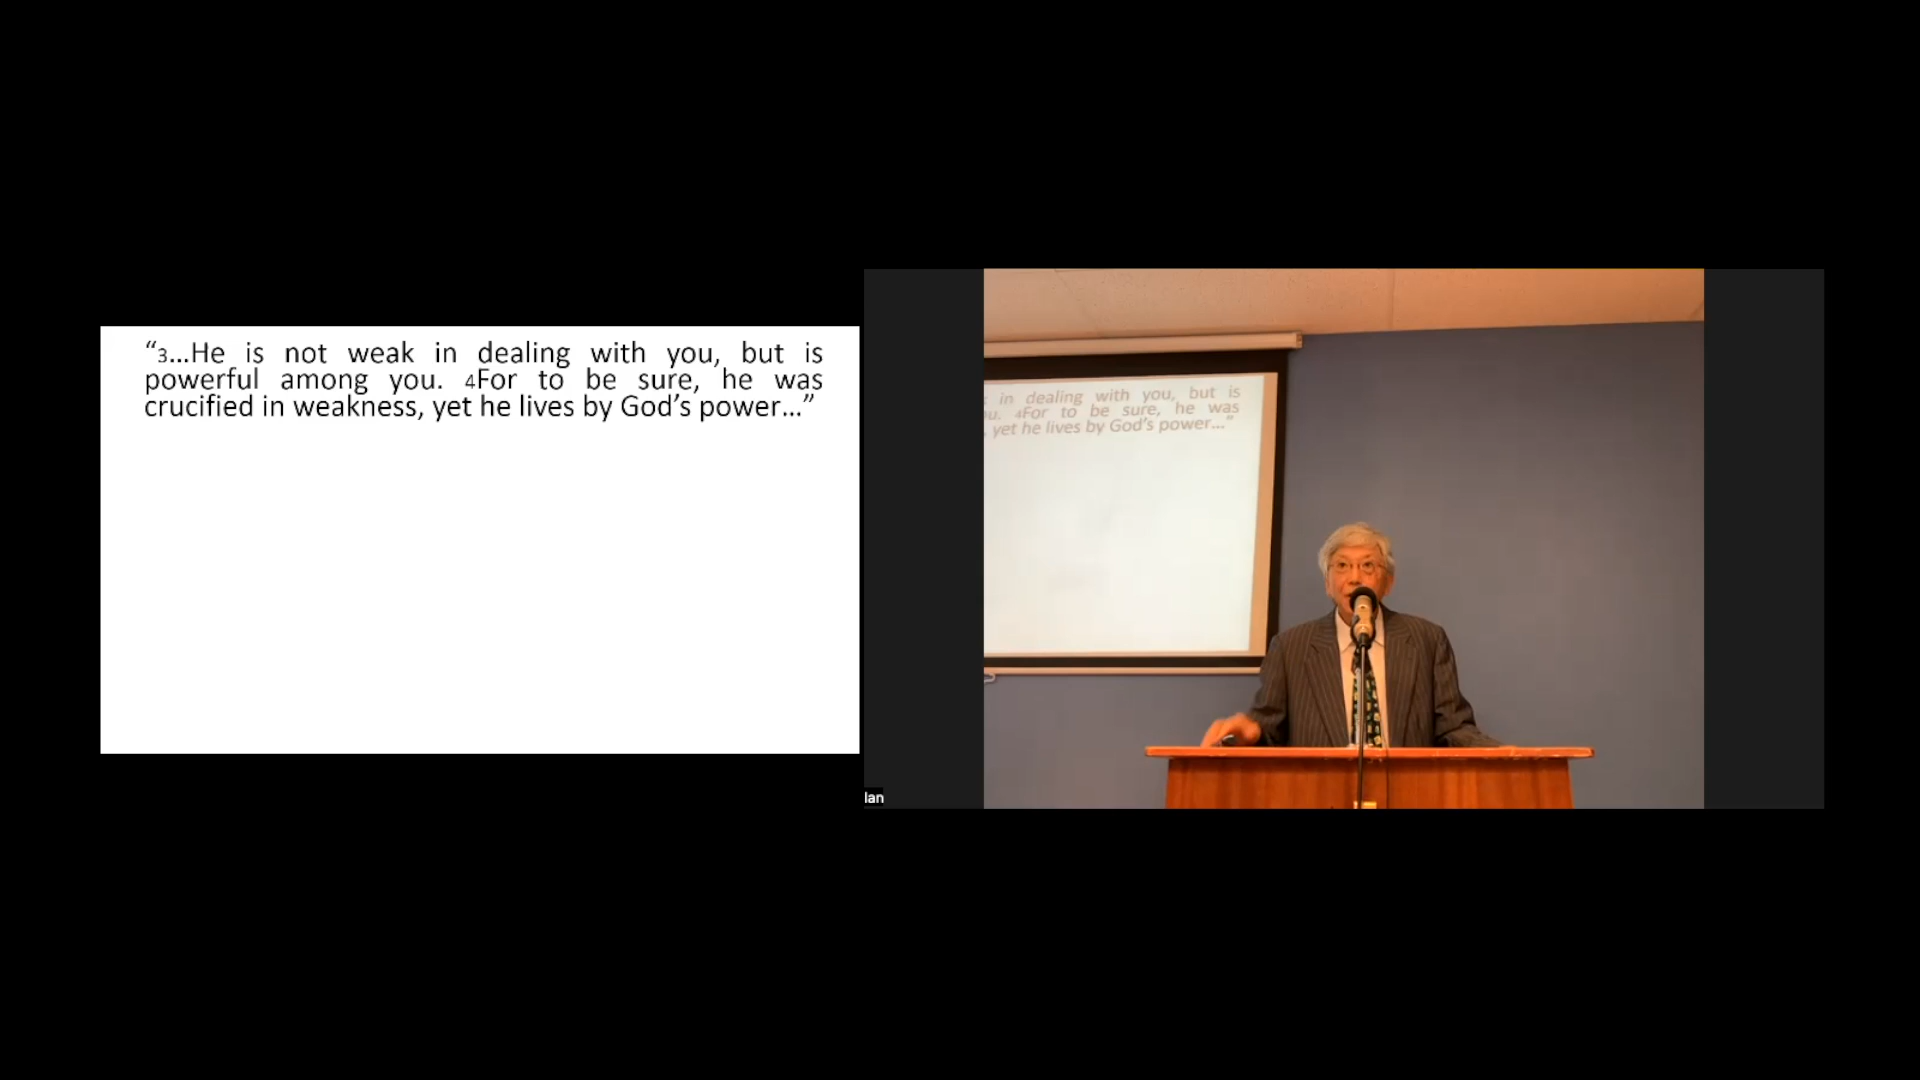 “3...He is not weak in dealing with you, but is
powerful among you. 4For to be sure, he was
crucified in weakness, yet he lives by God’s power...”
in dealing with you, but is
4For to be sure, he was
, yet he lives by God’s power...”
lan